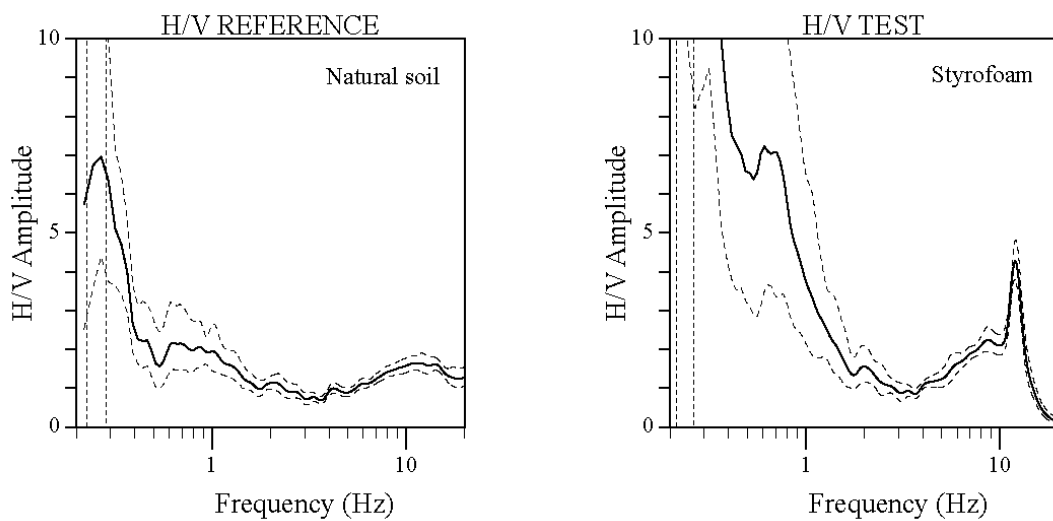 H/V REFERENCE
10
Natural soil
5
0
H/V Amplitude
1
10
Frequency (Hz)
H/V TEST
10
Styrofoam
5
0
H/V Amplitude
1
10
Frequency (Hz)